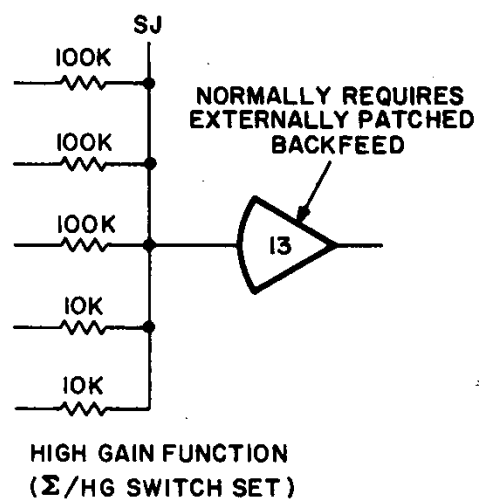 SJ
100K
NORMALLY REQUIRES
EXTERNALLY PATCHED
BACKFEED
100K
100K
13
10K
10K
HIGH GAIN FUNCTION
(Σ/HG SWITCH SET)